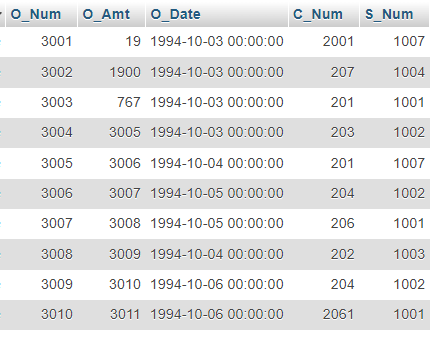 O_Num O_Amt O_Date C_Num S_Num
3001 19 1994-10-03 00:00:00 2001 1007
3002 1900 1994-10-03 00:00:00 207 1004
3003 767 1994-10-03 00:00:00 201 1001
3004 3005 1994-10-03 00:00:00 203 1002
3005 3006 1994-10-04 00:00:00 201 1007
3006 3007 1994-10-05 00:00:00 204 1002
3007 3008 1994-10-05 00:00:00 206 1001
3008 3009 1994-10-04 00:00:00 202 1003
3009 3010 1994-10-06 00:00:00 204 1002
3010 3011 1994-10-06 00:00:00 2061 1001